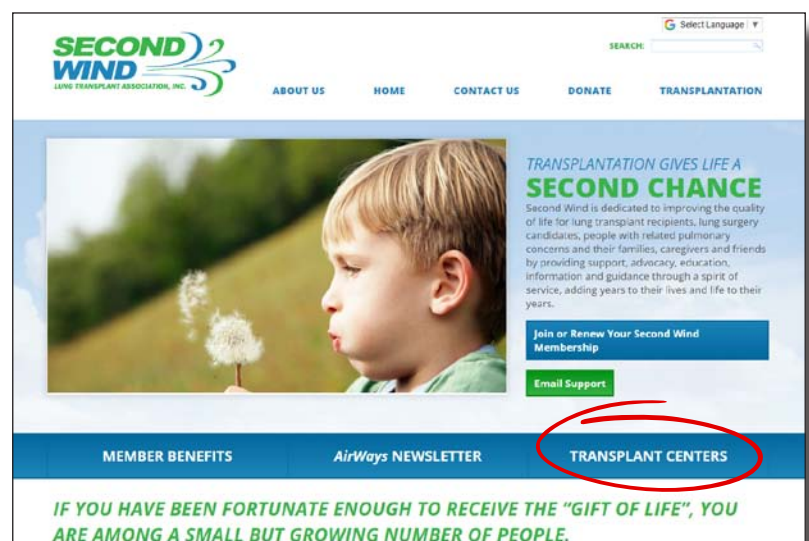 Select Language ▼
SEARCH:
SECOND
WIND
LUNG TRANSPLANT ASSOCIATION, INC.
ABOUT US HOME CONTACT US DONATE TRANSPLANTATION
TRANSPLANTATION GIVES LIFE A
SECOND CHANCE
Second Wind is dedicated to improving the quality
of life for lung transplant recipients, lung surgery
candidates, people with related pulmonary
concerns and their families, caregivers and friends
by providing support, advocacy, education,
information and guidance through a spirit of
service, adding years to their lives and life to their
years.
Join or Renew Your Second Wind
Membership
Email Support
MEMBER BENEFITS AirWays NEWSLETTER TRANSPLANT CENTERS
IF YOU HAVE BEEN FORTUNATE ENOUGH TO RECEIVE THE “GIFT OF LIFE”, YOU
ARE AMONG A SMALL BUT GROWING NUMBER OF PEOPLE.